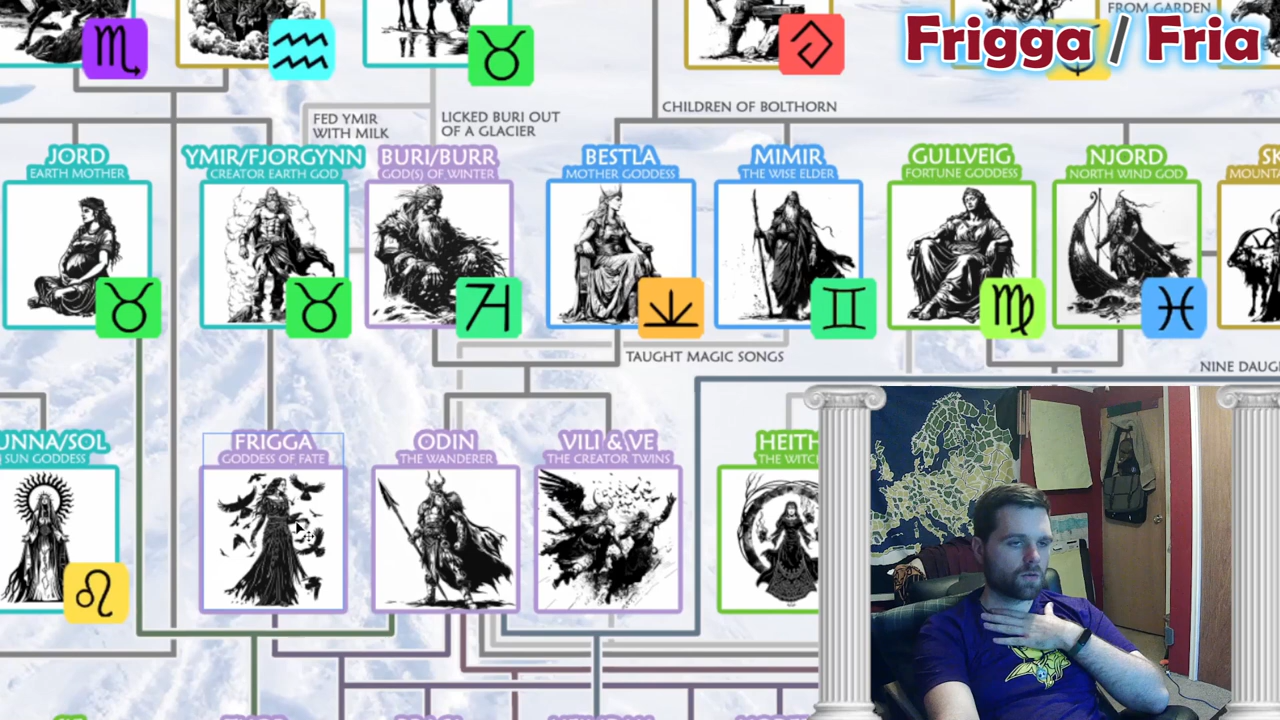 FROM GARDEN
Frigga / Fria
CHILDREN OF BOLTHORN
FED YMIR
WITH MILK
LICKED BURI OUT
OF A GLACIER
JORD
EARTH MOTHER
YMIR/FJORGYNN
CREATOR EARTH GOD
BURI/BURR
GOD(S) OF WINTER
BESTLA
MOTHER GODDESS
MIMIR
THE WISE ELDER
GULLVEIG
FORTUNE GODDESS
NJORD
NORTH WIND GOD
TAUGHT MAGIC SONGS
UNNA/SOL
SUN GODDESS
FRIGGA
GODDESS OF FATE
ODIN
THE WANDERER
VILI & VE
THE CREATOR TWINS
HEITH
THE WITCH